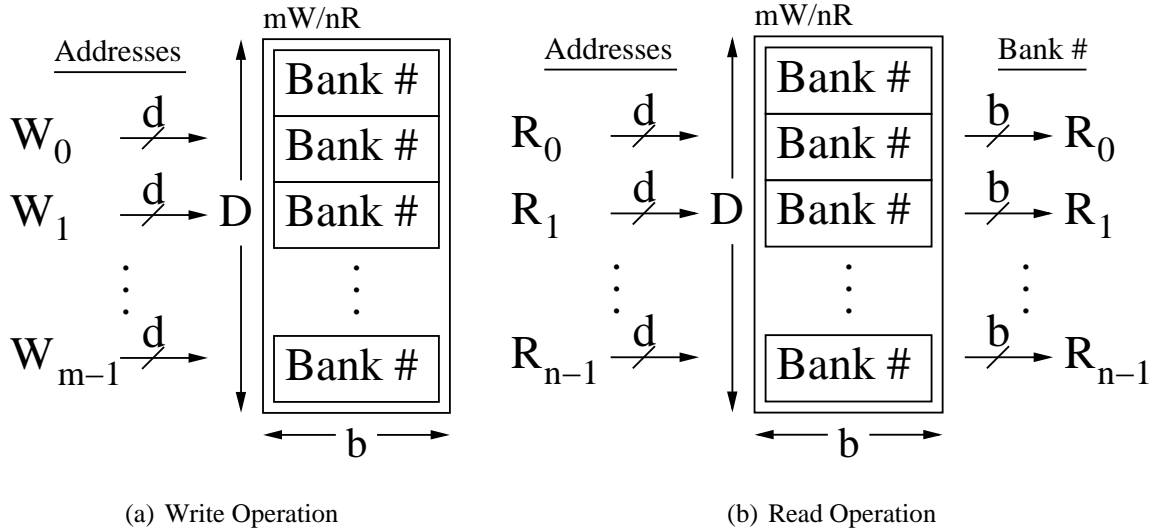 mW/nR
Addresses
W0 d
W1 d
Wm−1 d
D
Bank #
Bank #
Bank #
Bank #
b
(a) Write Operation
mW/nR
Addresses
Bank #
R0 d
R1 d
Rn−1 d
D
Bank #
Bank #
Bank #
Bank #
b R0
b R1
b Rn−1
b
(b) Read Operation